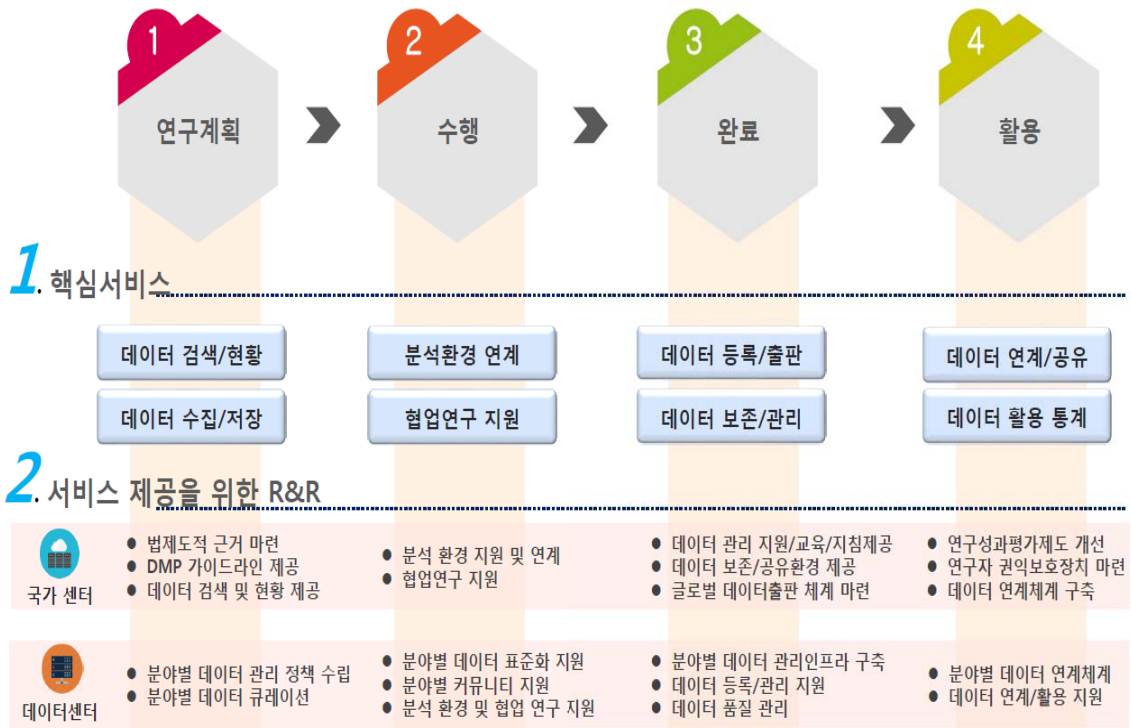 1
2
3
4
연구계획
수행
완료
활용
1. 핵심서비스
데이터 검색/현황
분석환경 연계
데이터 등록/출판
데이터 연계/공유
데이터 수집/저장
협업연구 지원
데이터 보존/관리
데이터 활용 통계
2. 서비스 제공을 위한 R&R
국가 센터
● 법제도적 근거 마련
● DMP 가이드라인 제공
● 데이터 검색 및 현황 제공
● 분석 환경 지원 및 연계
● 협업연구 지원
● 데이터 관리 지원/교육/지침제공
● 데이터 보존/공유환경 제공
● 글로벌 데이터출판 체계 마련
● 연구성과평가제도 개선
● 연구자 권익보호장치 마련
● 데이터 연계체계 구축
데이터센터
● 분야별 데이터 관리 정책 수립
● 분야별 데이터 큐레이션
● 분야별 데이터 표준화 지원
● 분야별 커뮤니티 지원
● 분석 환경 및 협업 연구 지원
● 분야별 데이터 관리인프라 구축
● 데이터 등록/관리 지원
● 데이터 품질 관리
● 분야별 데이터 연계체계
● 데이터 연계/활용 지원